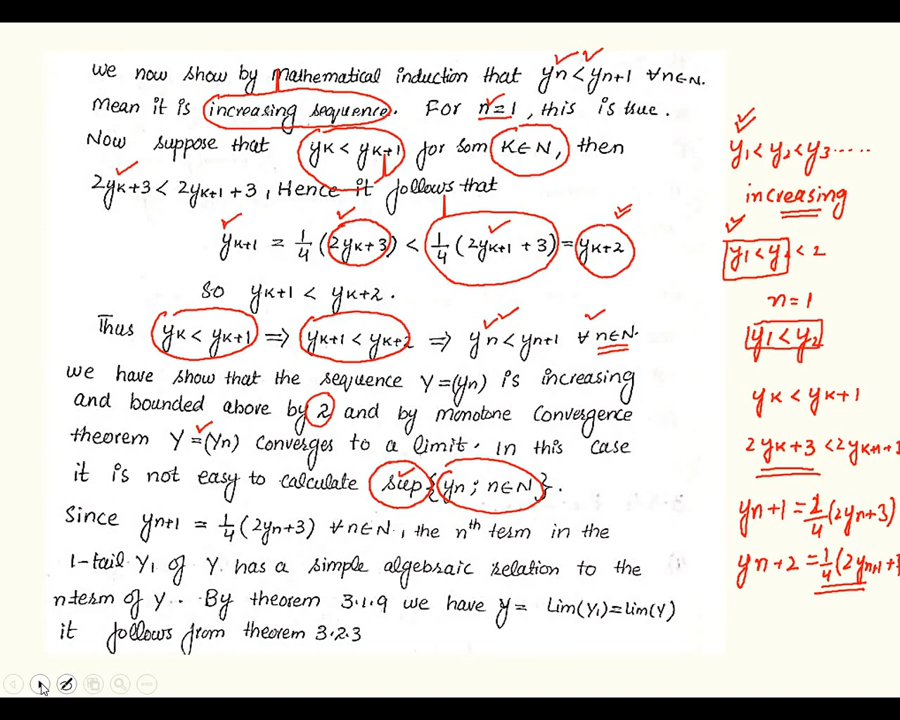 we now show by mathematical induction that yn < yn+1 ∀n∈N.
mean it is increasing sequence. For n=1, this is true.
Now suppose that yK < yK+1 for som K∈N, then
2yK+3 < 2yK+1 +3, Hence it follows that
yK+1 = 1/4 (2yK+3) < 1/4 (2yK+1 + 3) = yK+2
So yK+1 < yK+2.
Thus yK < yK+1 ⟹ yK+1 < yK+2 ⟹ yn < yn+1 ∀ n∈N.
we have show that the sequence Y=(yn) is increasing
and bounded above by 2 and by monotone Convergence
theorem Y=(yn) Converges to a limit. in this case
it is not easy to calculate sup{yn ; n∈N}.
Since yn+1 = 1/4 (2yn+3) ∀ n∈N, the nth term in the
1-tail Y1 of Y has a simple algebraic relation to the
nterm of Y. By theorem 3.1.9 we have y = Lim(Y1)=lim(Y)
it follows from theorem 3.2.3
y1 < y2 < y3 .....
increasing
y1 < y < 2
n = 1
y1 < y2
yK < yK+1
2yK+3 < 2yK+1+3
yn+1 = 1/4 (2yn+3)
yn+2 = 1/4 (2yn+1 +3